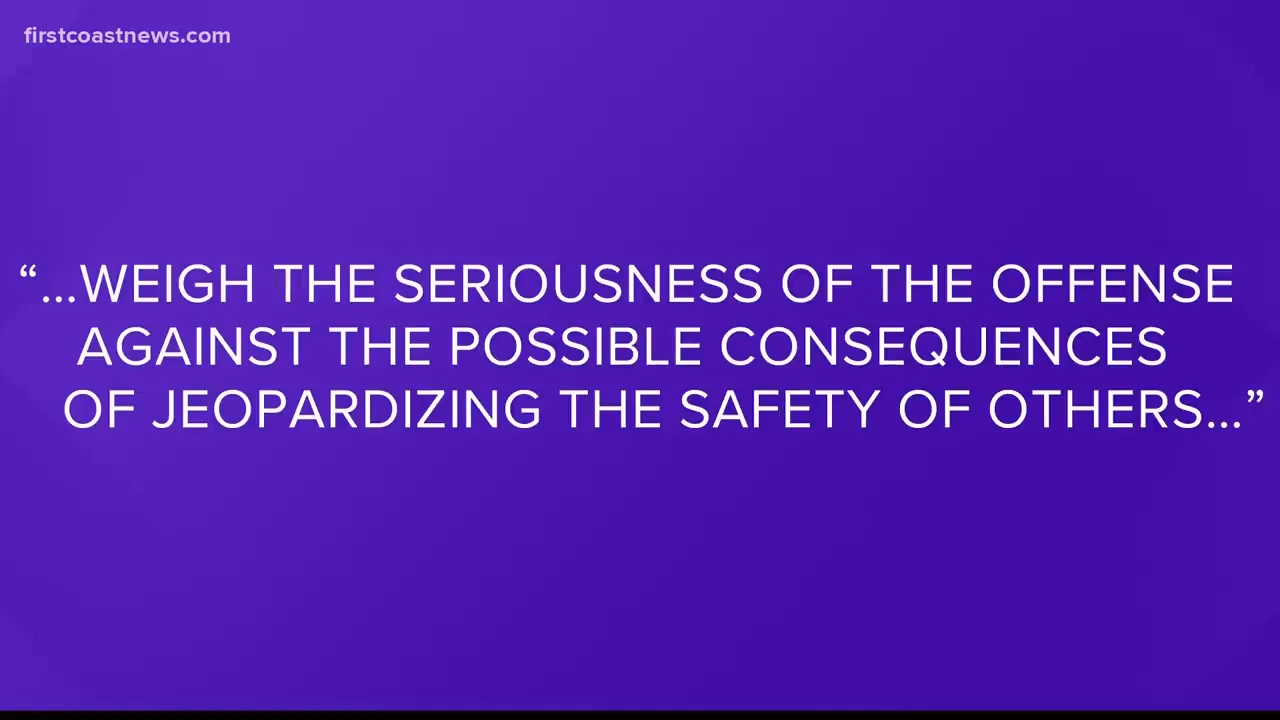 firstcoastnews.com
“...WEIGH THE SERIOUSNESS OF THE OFFENSE
AGAINST THE POSSIBLE CONSEQUENCES
OF JEOPARDIZING THE SAFETY OF OTHERS...”